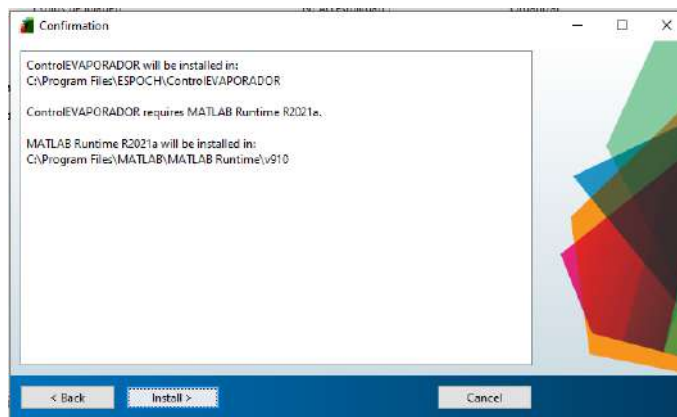 Confirmation
ControlEVAPORADOR will be installed in:
C:\Program Files\ESPOCH\ControlEVAPORADOR
ControlEVAPORADOR requires MATLAB Runtime R2021a.
MATLAB Runtime R2021a will be installed in:
C:\Program Files\MATLAB\MATLAB Runtime\v910
< Back
Install >
Cancel